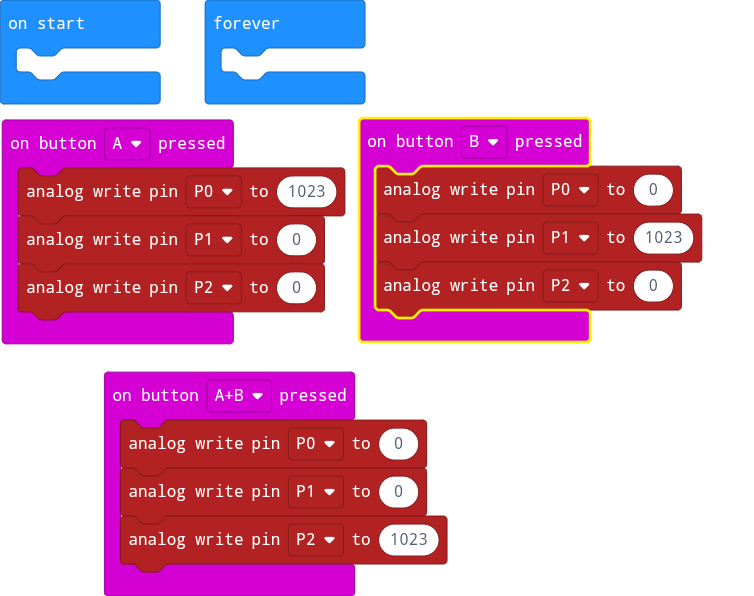 on start
forever
on button A pressed
analog write pin P0 to 1023
analog write pin P1 to 0
analog write pin P2 to 0
on button B pressed
analog write pin P0 to 0
analog write pin P1 to 1023
analog write pin P2 to 0
on button A+B pressed
analog write pin P0 to 0
analog write pin P1 to 0
analog write pin P2 to 1023